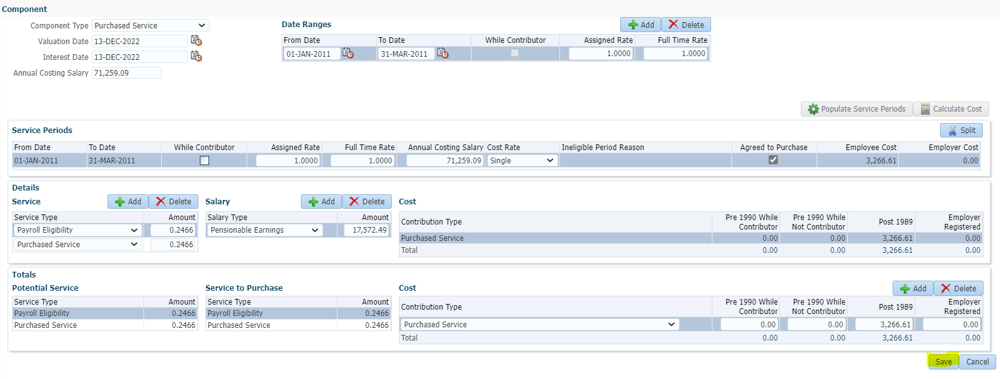 Component
Component Type Purchased Service
Valuation Date 13-DEC-2022
Interest Date 13-DEC-2022
Annual Costing Salary 71,259.09
Date Ranges Add Delete
From Date To Date While Contributor Assigned Rate Full Time Rate
01-JAN-2011 31-MAR-2011 1.0000 1.0000
Populate Service Periods Calculate Cost
Service Periods Split
From Date To Date While Contributor Assigned Rate Full Time Rate Annual Costing Salary Cost Rate Ineligible Period Reason Agreed to Purchase Employee Cost Employer Cost
01-JAN-2011 31-MAR-2011 1.0000 1.0000 71,259.09 Single 3,266.61 0.00
Details
Service Add Delete
Service Type Amount
Payroll Eligibility 0.2466
Purchased Service 0.2466
Salary Add Delete
Salary Type Amount
Pensionable Earnings 17,572.49
Cost
Contribution Type Pre 1990 While Contributor Pre 1990 While Not Contributor Post 1989 Employer Registered
Purchased Service 0.00 0.00 3,266.61 0.00
Total 0.00 0.00 3,266.61 0.00
Totals
Potential Service
Service Type Amount
Payroll Eligibility 0.2466
Purchased Service 0.2466
Service to Purchase
Service Type Amount
Payroll Eligibility 0.2466
Purchased Service 0.2466
Cost Add Delete
Contribution Type Pre 1990 While Contributor Pre 1990 While Not Contributor Post 1989 Employer Registered
Purchased Service 0.00 0.00 3,266.61 0.00
Total 0.00 0.00 3,266.61 0.00
Save Cancel